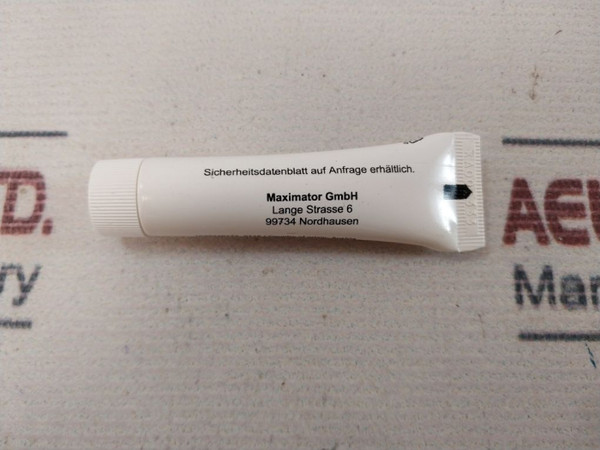 Sicherheitsdatenblatt auf Anfrage erhältlich.
Maximator GmbH
Lange Strasse 6
99734 Nordhausen